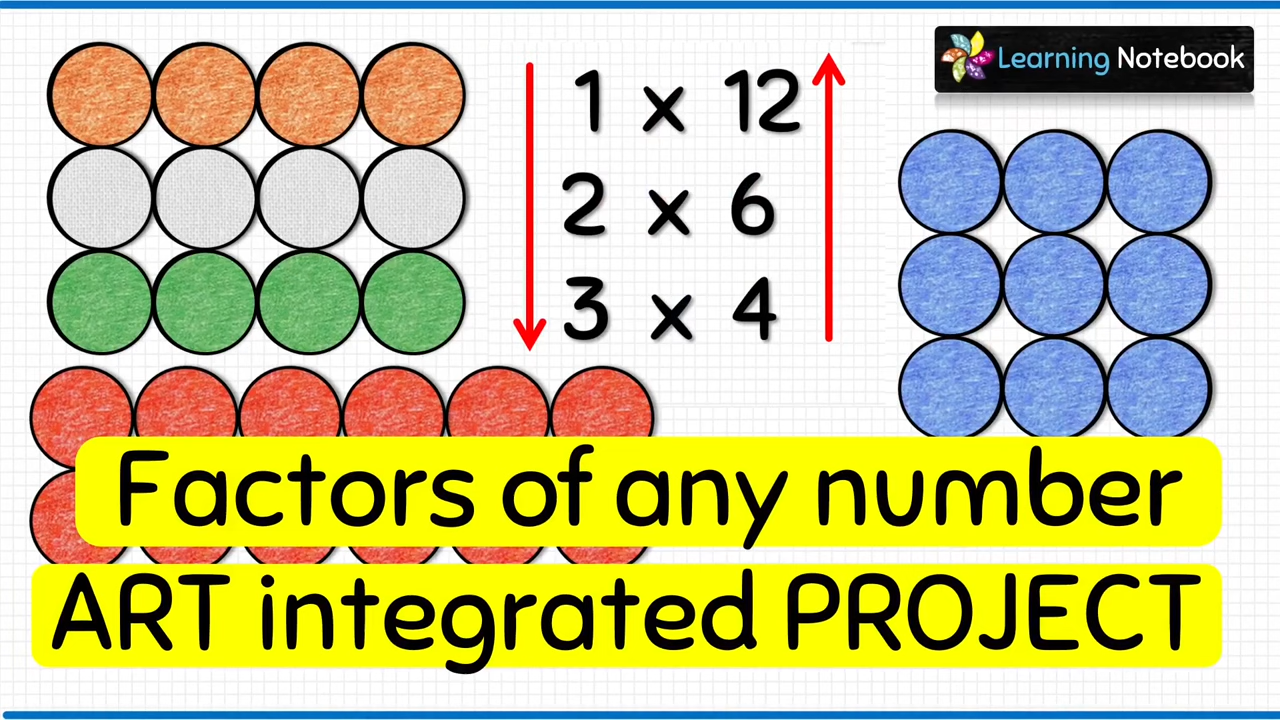 Learning Notebook
1 x 12
2 x 6
3 x 4
Factors of any number
ART integrated PROJECT